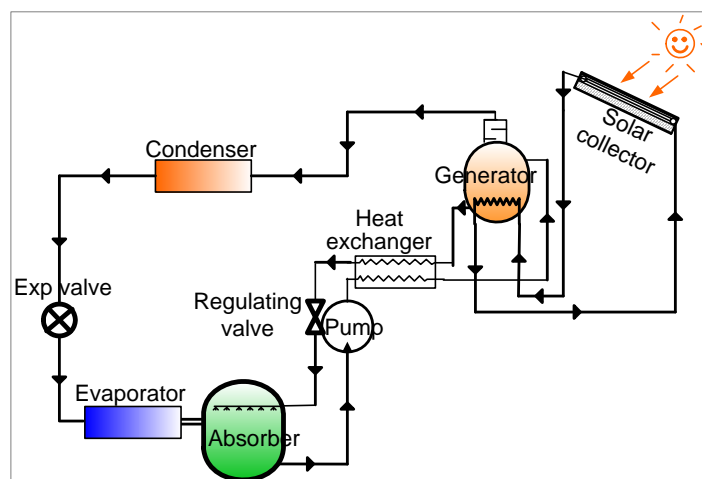 Solar
collector
Condenser
Generator
Heat
exchanger
Exp valve
Regulating
valve
Pump
Evaporator
Absorber